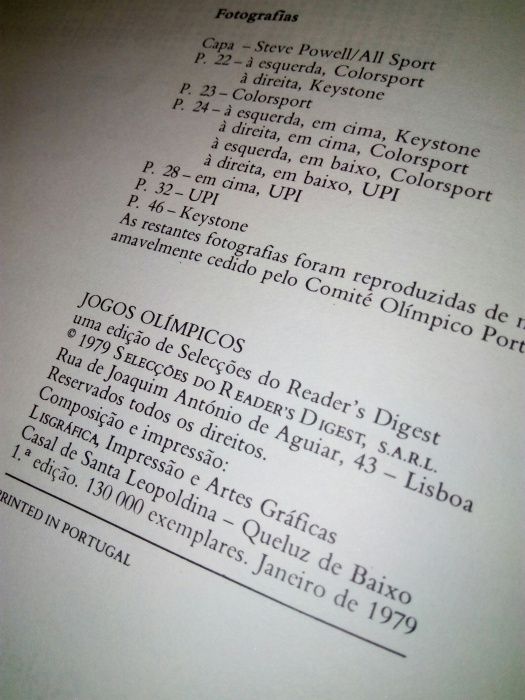 Fotografias
Capa – Steve Powell/All Sport
P. 22 – à esquerda, Colorsport
à direita, Keystone
P. 23 – Colorsport
P. 24 – à esquerda, em cima, Keystone
à direita, em cima, Colorsport
à esquerda, em baixo, Colorsport
à direita, em baixo, UPI
P. 28 – em cima, UPI
P. 32 – UPI
P. 46 – Keystone
As restantes fotografias foram reproduzidas de
amavelmente cedido pelo Comité Olímpico
JOGOS OLÍMPICOS
uma edição de Selecções do Reader's Digest
© 1979 SELECÇÕES DO READER'S DIGEST, S.A.R.L.
Rua de Joaquim António de Aguiar, 43 – Lisboa
Reservados todos os direitos.
Composição e impressão:
LISGRÁFICA, Impressão e Artes Gráficas
Casal de Santa Leopoldina – Queluz de Baixo
1.ª edição. 130 000 exemplares. Janeiro de 1979
PRINTED IN PORTUGAL